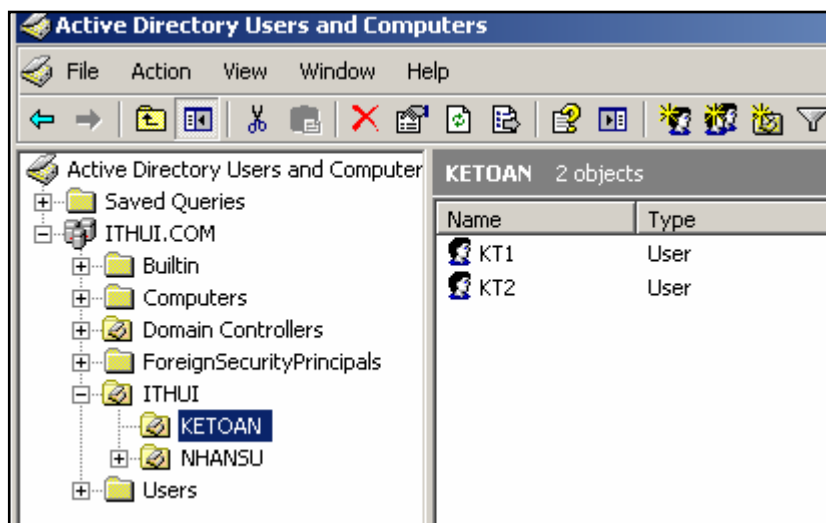 Active Directory Users and Computers
File Action View Window Help
Active Directory Users and Computer
Saved Queries
ITHUI.COM
Builtin
Computers
Domain Controllers
ForeignSecurityPrincipals
ITHUI
KETOAN
NHANSU
Users
KETOAN 2 objects
Name Type
KT1 User
KT2 User